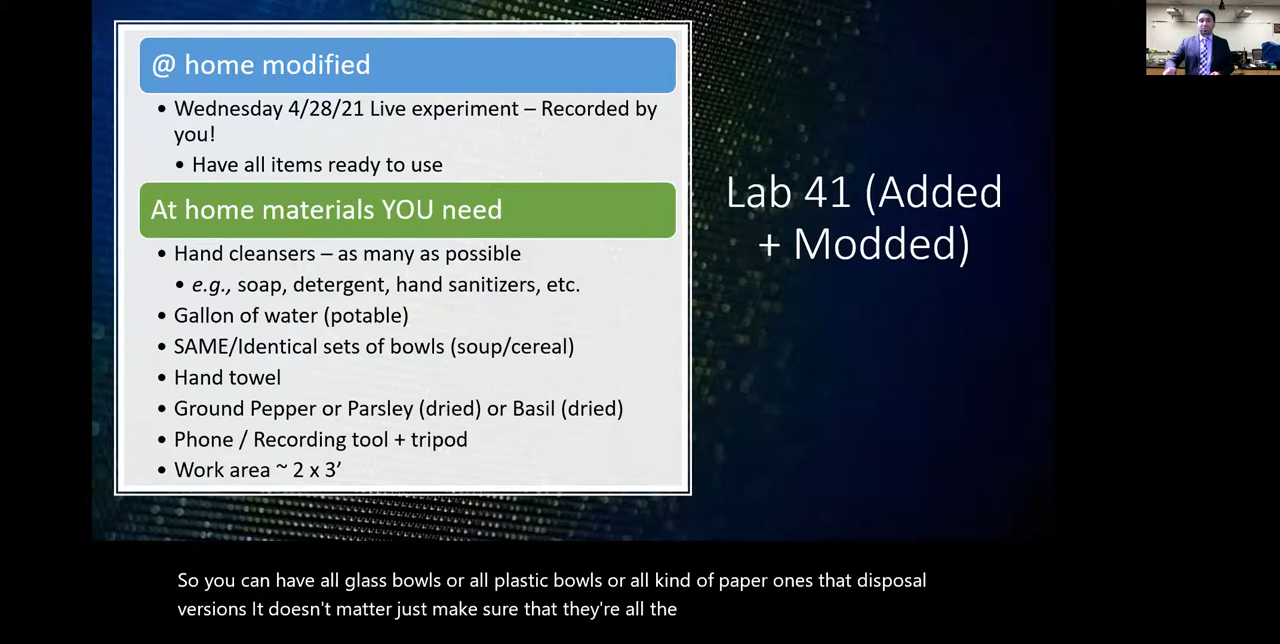 @ home modified
• Wednesday 4/28/21 Live experiment – Recorded by
you!
• Have all items ready to use
At home materials YOU need
• Hand cleansers – as many as possible
• e.g., soap, detergent, hand sanitizers, etc.
• Gallon of water (potable)
• SAME/Identical sets of bowls (soup/cereal)
• Hand towel
• Ground Pepper or Parsley (dried) or Basil (dried)
• Phone / Recording tool + tripod
• Work area ~ 2 x 3’
Lab 41 (Added
+ Modded)
So you can have all glass bowls or all plastic bowls or all kind of paper ones that disposal
versions It doesn't matter just make sure that they're all the